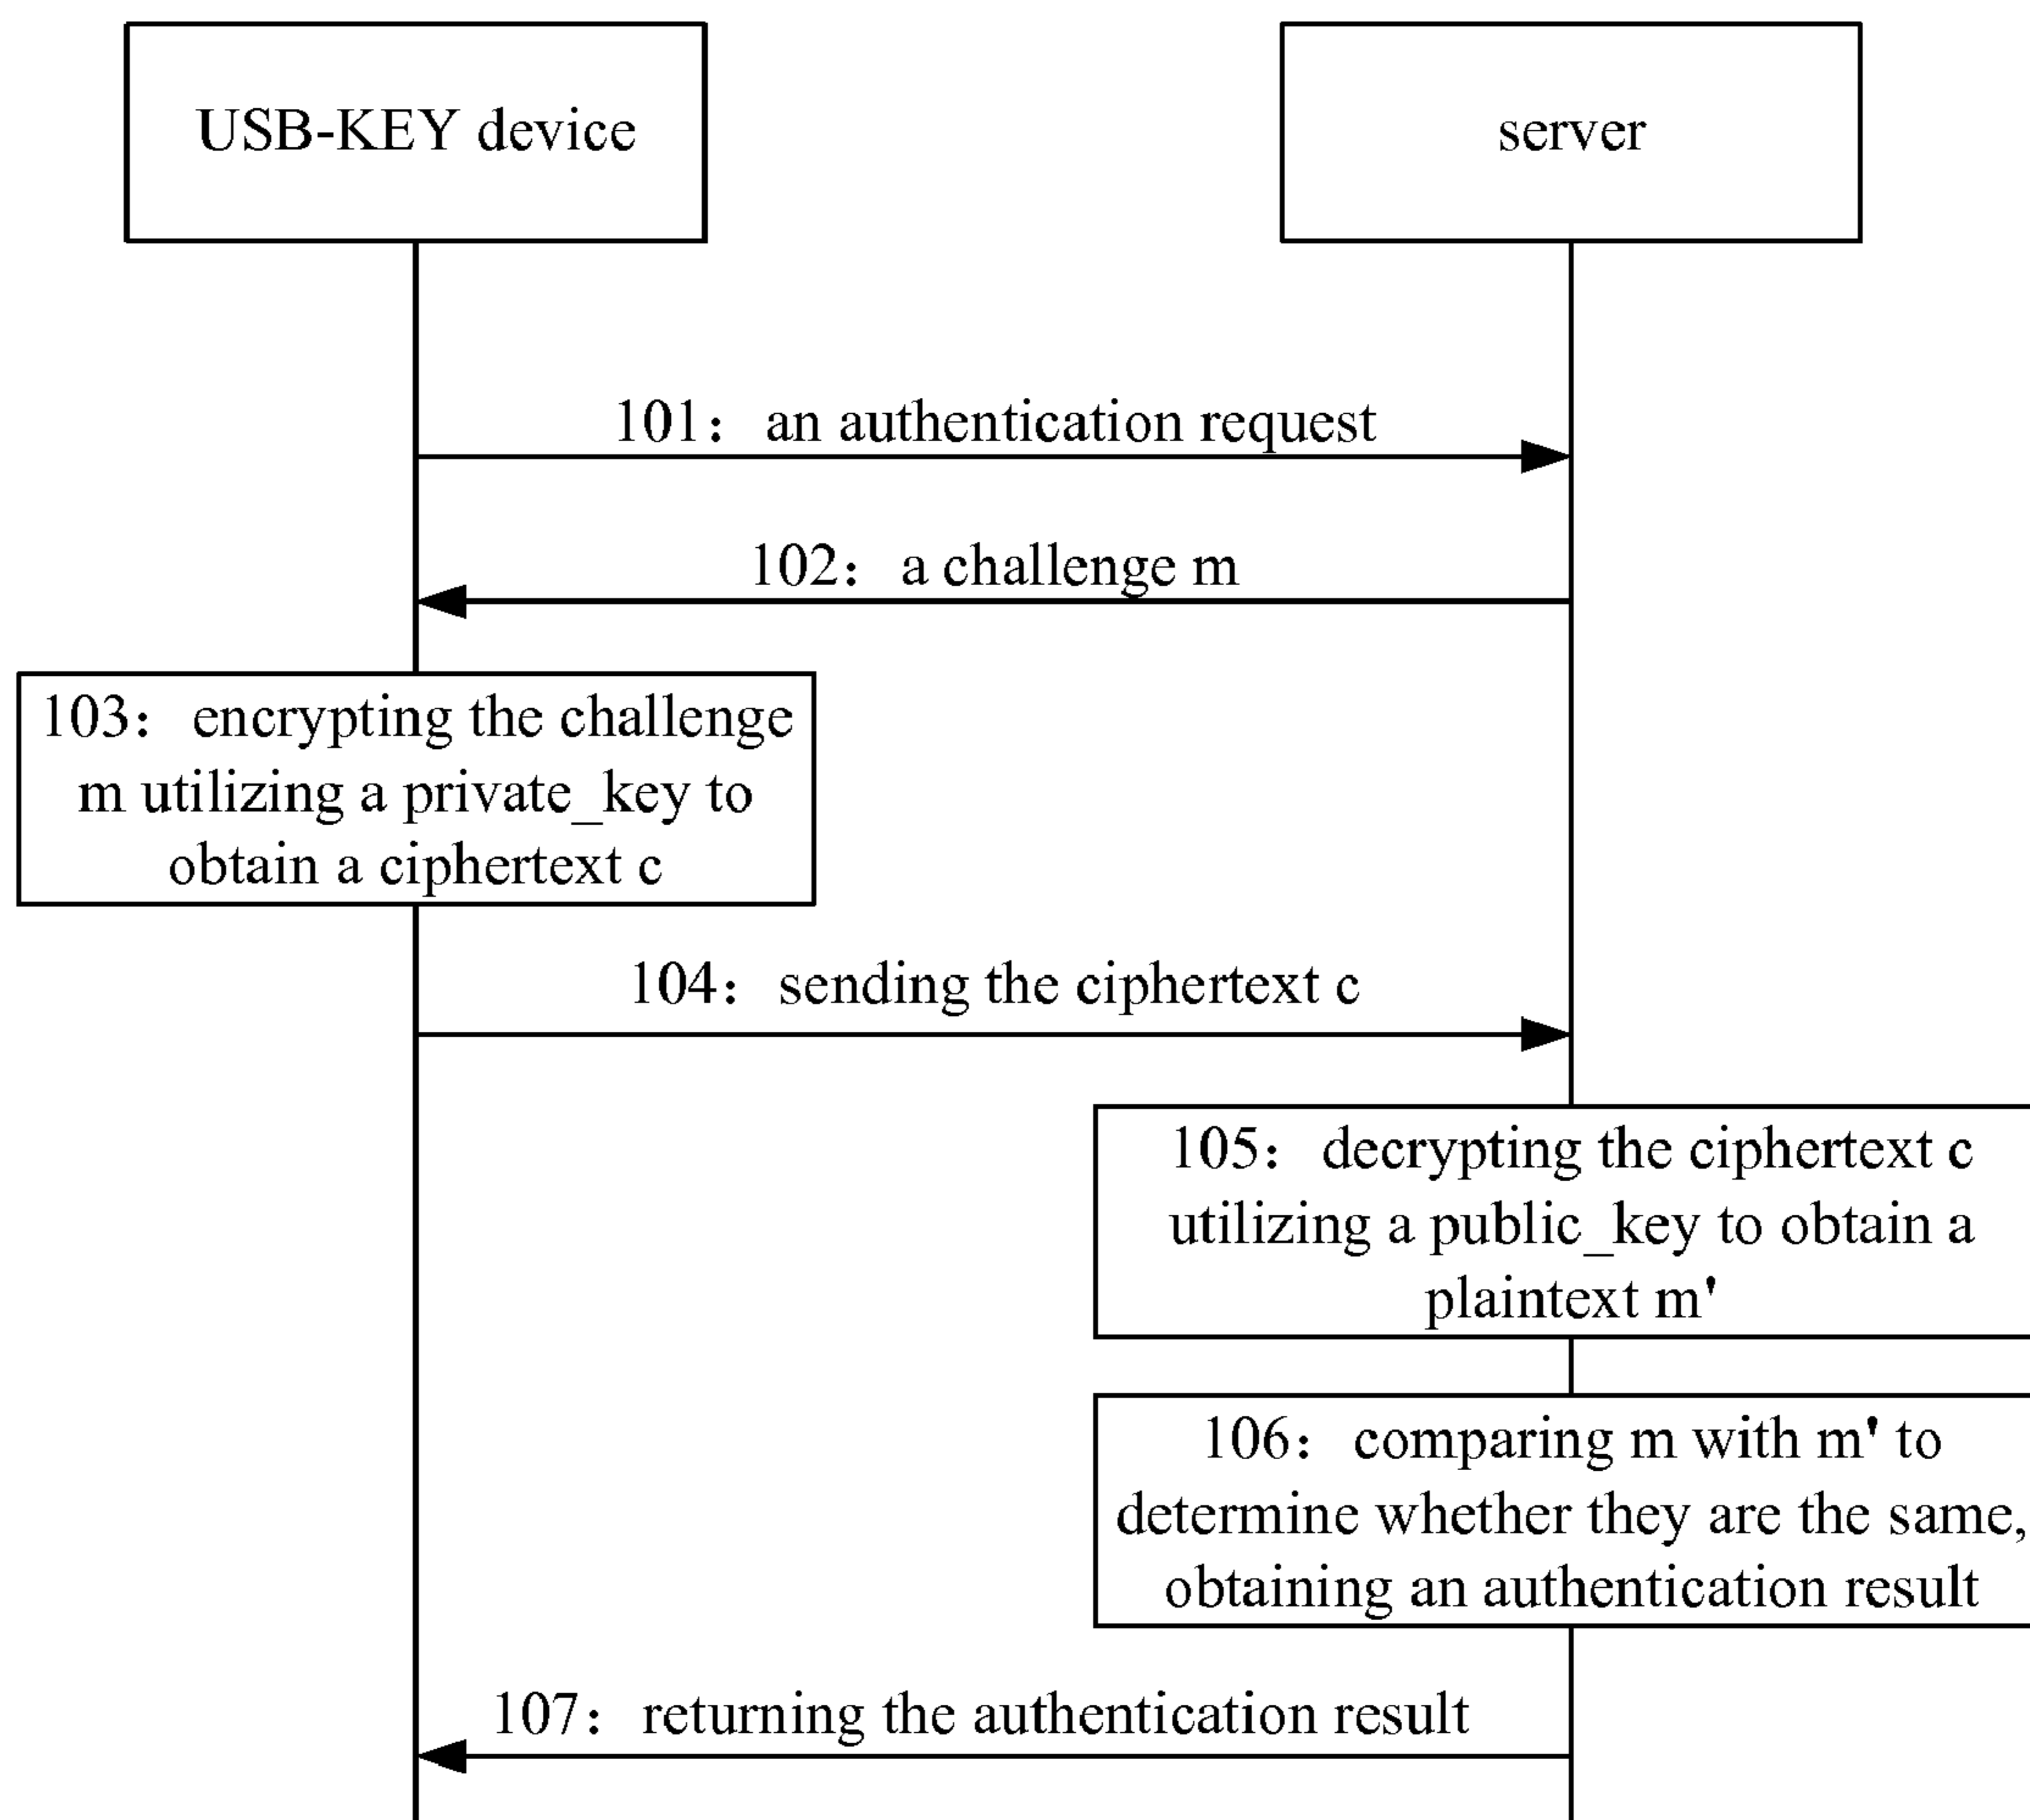 USB-KEY device
server
101： an authentication request
102： a challenge m
103： encrypting the challenge
m utilizing a private_key to
obtain a ciphertext c
104： sending the ciphertext c
105： decrypting the ciphertext c
utilizing a public_key to obtain a
plaintext m'
106： comparing m with m' to
determine whether they are the same,
obtaining an authentication result
107： returning the authentication result